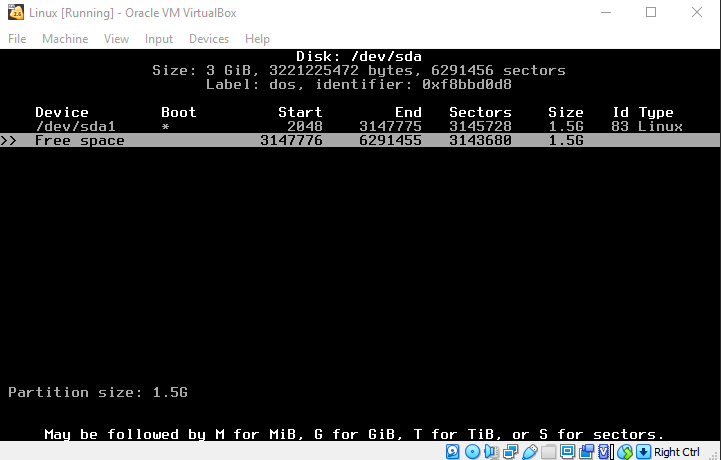 Linux [Running] - Oracle VM VirtualBox
File Machine View Input Devices Help
Disk: /dev/sda
Size: 3 GiB, 3221225472 bytes, 6291456 sectors
Label: dos, identifier: 0xf8bbd0d8
Device Boot Start End Sectors Size Id Type
/dev/sda1 * 2048 3147775 3145728 1.5G 83 Linux
>> Free space 3147776 6291455 3143680 1.5G
Partition size: 1.5G
May be followed by M for MiB, G for GiB, T for TiB, or S for sectors.
Right Ctrl